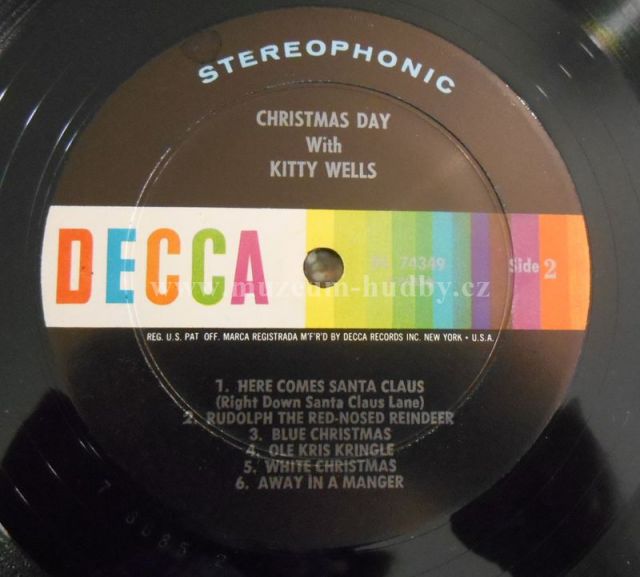 STEREOPHONIC
CHRISTMAS DAY
With
KITTY WELLS
DECCA
DL 74349
Side 2
www.muzeum-hudby.cz
REG. U.S. PAT OFF. MARCA REGISTRADA M'F'R'D BY DECCA RECORDS INC. NEW YORK • U.S.A.
1. HERE COMES SANTA CLAUS
(Right Down Santa Claus Lane)
2. RUDOLPH THE RED-NOSED REINDEER
3. BLUE CHRISTMAS
4. OLE KRIS KRINGLE
5. WHITE CHRISTMAS
6. AWAY IN A MANGER